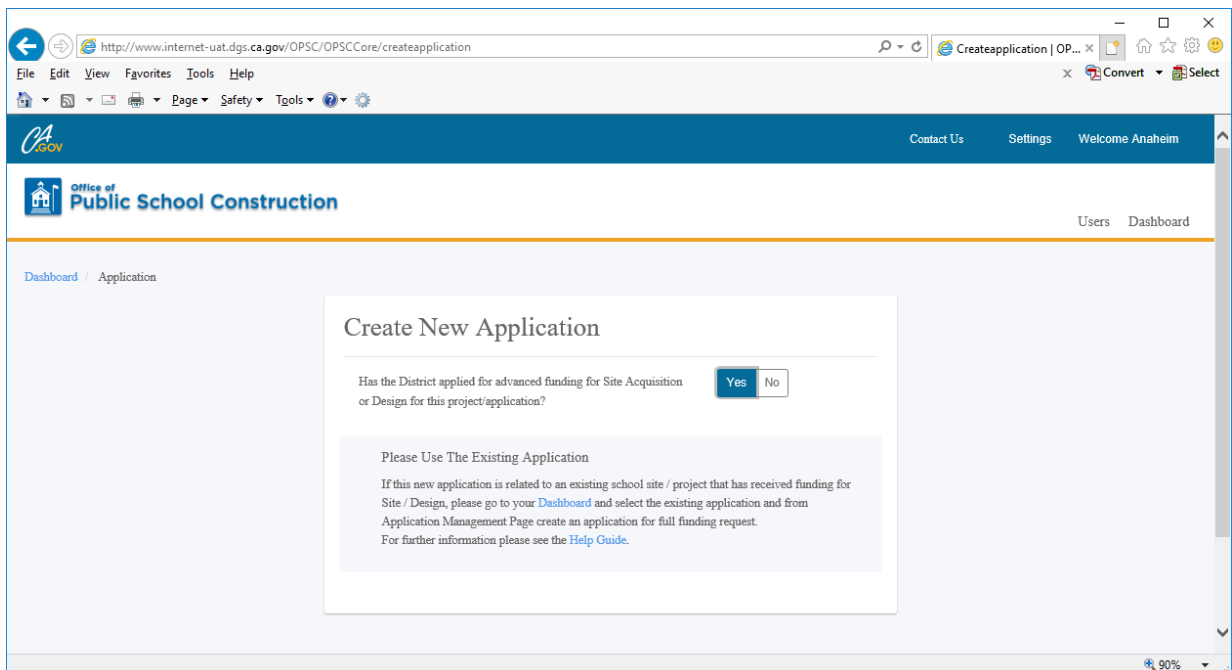 http://www.internet-uat.dgs.ca.gov/OPSC/OPSCCore/createapplication
Createapplication | OP...
File Edit View Favorites Tools Help
Convert Select
Page Safety Tools
CA.GOV
Contact Us Settings Welcome Anaheim
Office of
Public School Construction
Users Dashboard
Dashboard / Application
Create New Application
Has the District applied for advanced funding for Site Acquisition
or Design for this project/application?
Yes No
Please Use The Existing Application
If this new application is related to an existing school site / project that has received funding for
Site / Design, please go to your Dashboard and select the existing application and from
Application Management Page create an application for full funding request.
For further information please see the Help Guide.
90%